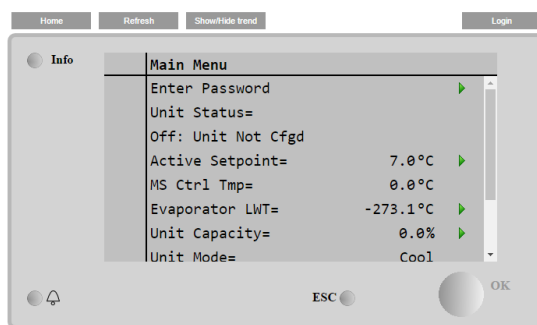 Home Refresh Show/Hide trend Login
Info
Main Menu
Enter Password
Unit Status=
Off: Unit Not Cfgd
Active Setpoint= 7.0°C
MS Ctrl Tmp= 0.0°C
Evaporator LWT= -273.1°C
Unit Capacity= 0.0%
Unit Mode= Cool
ESC OK